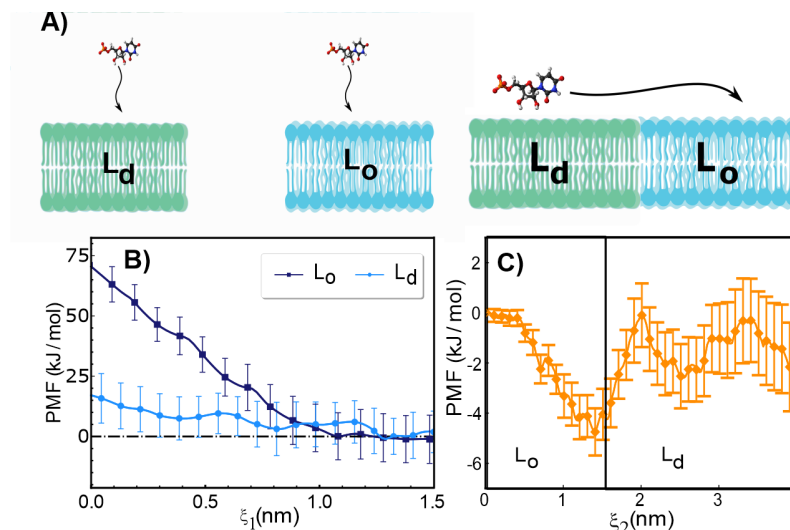 A)
Ld
Lo
Ld
Lo
B)
Lo
Ld
75
50
25
0
PMF (kJ / mol)
0.0
0.5
1.0
1.5
ξ1(nm)
C)
2
0
-2
-4
-6
PMF (kJ / mol)
Lo
Ld
0
1
2
3
ξ2(nm)